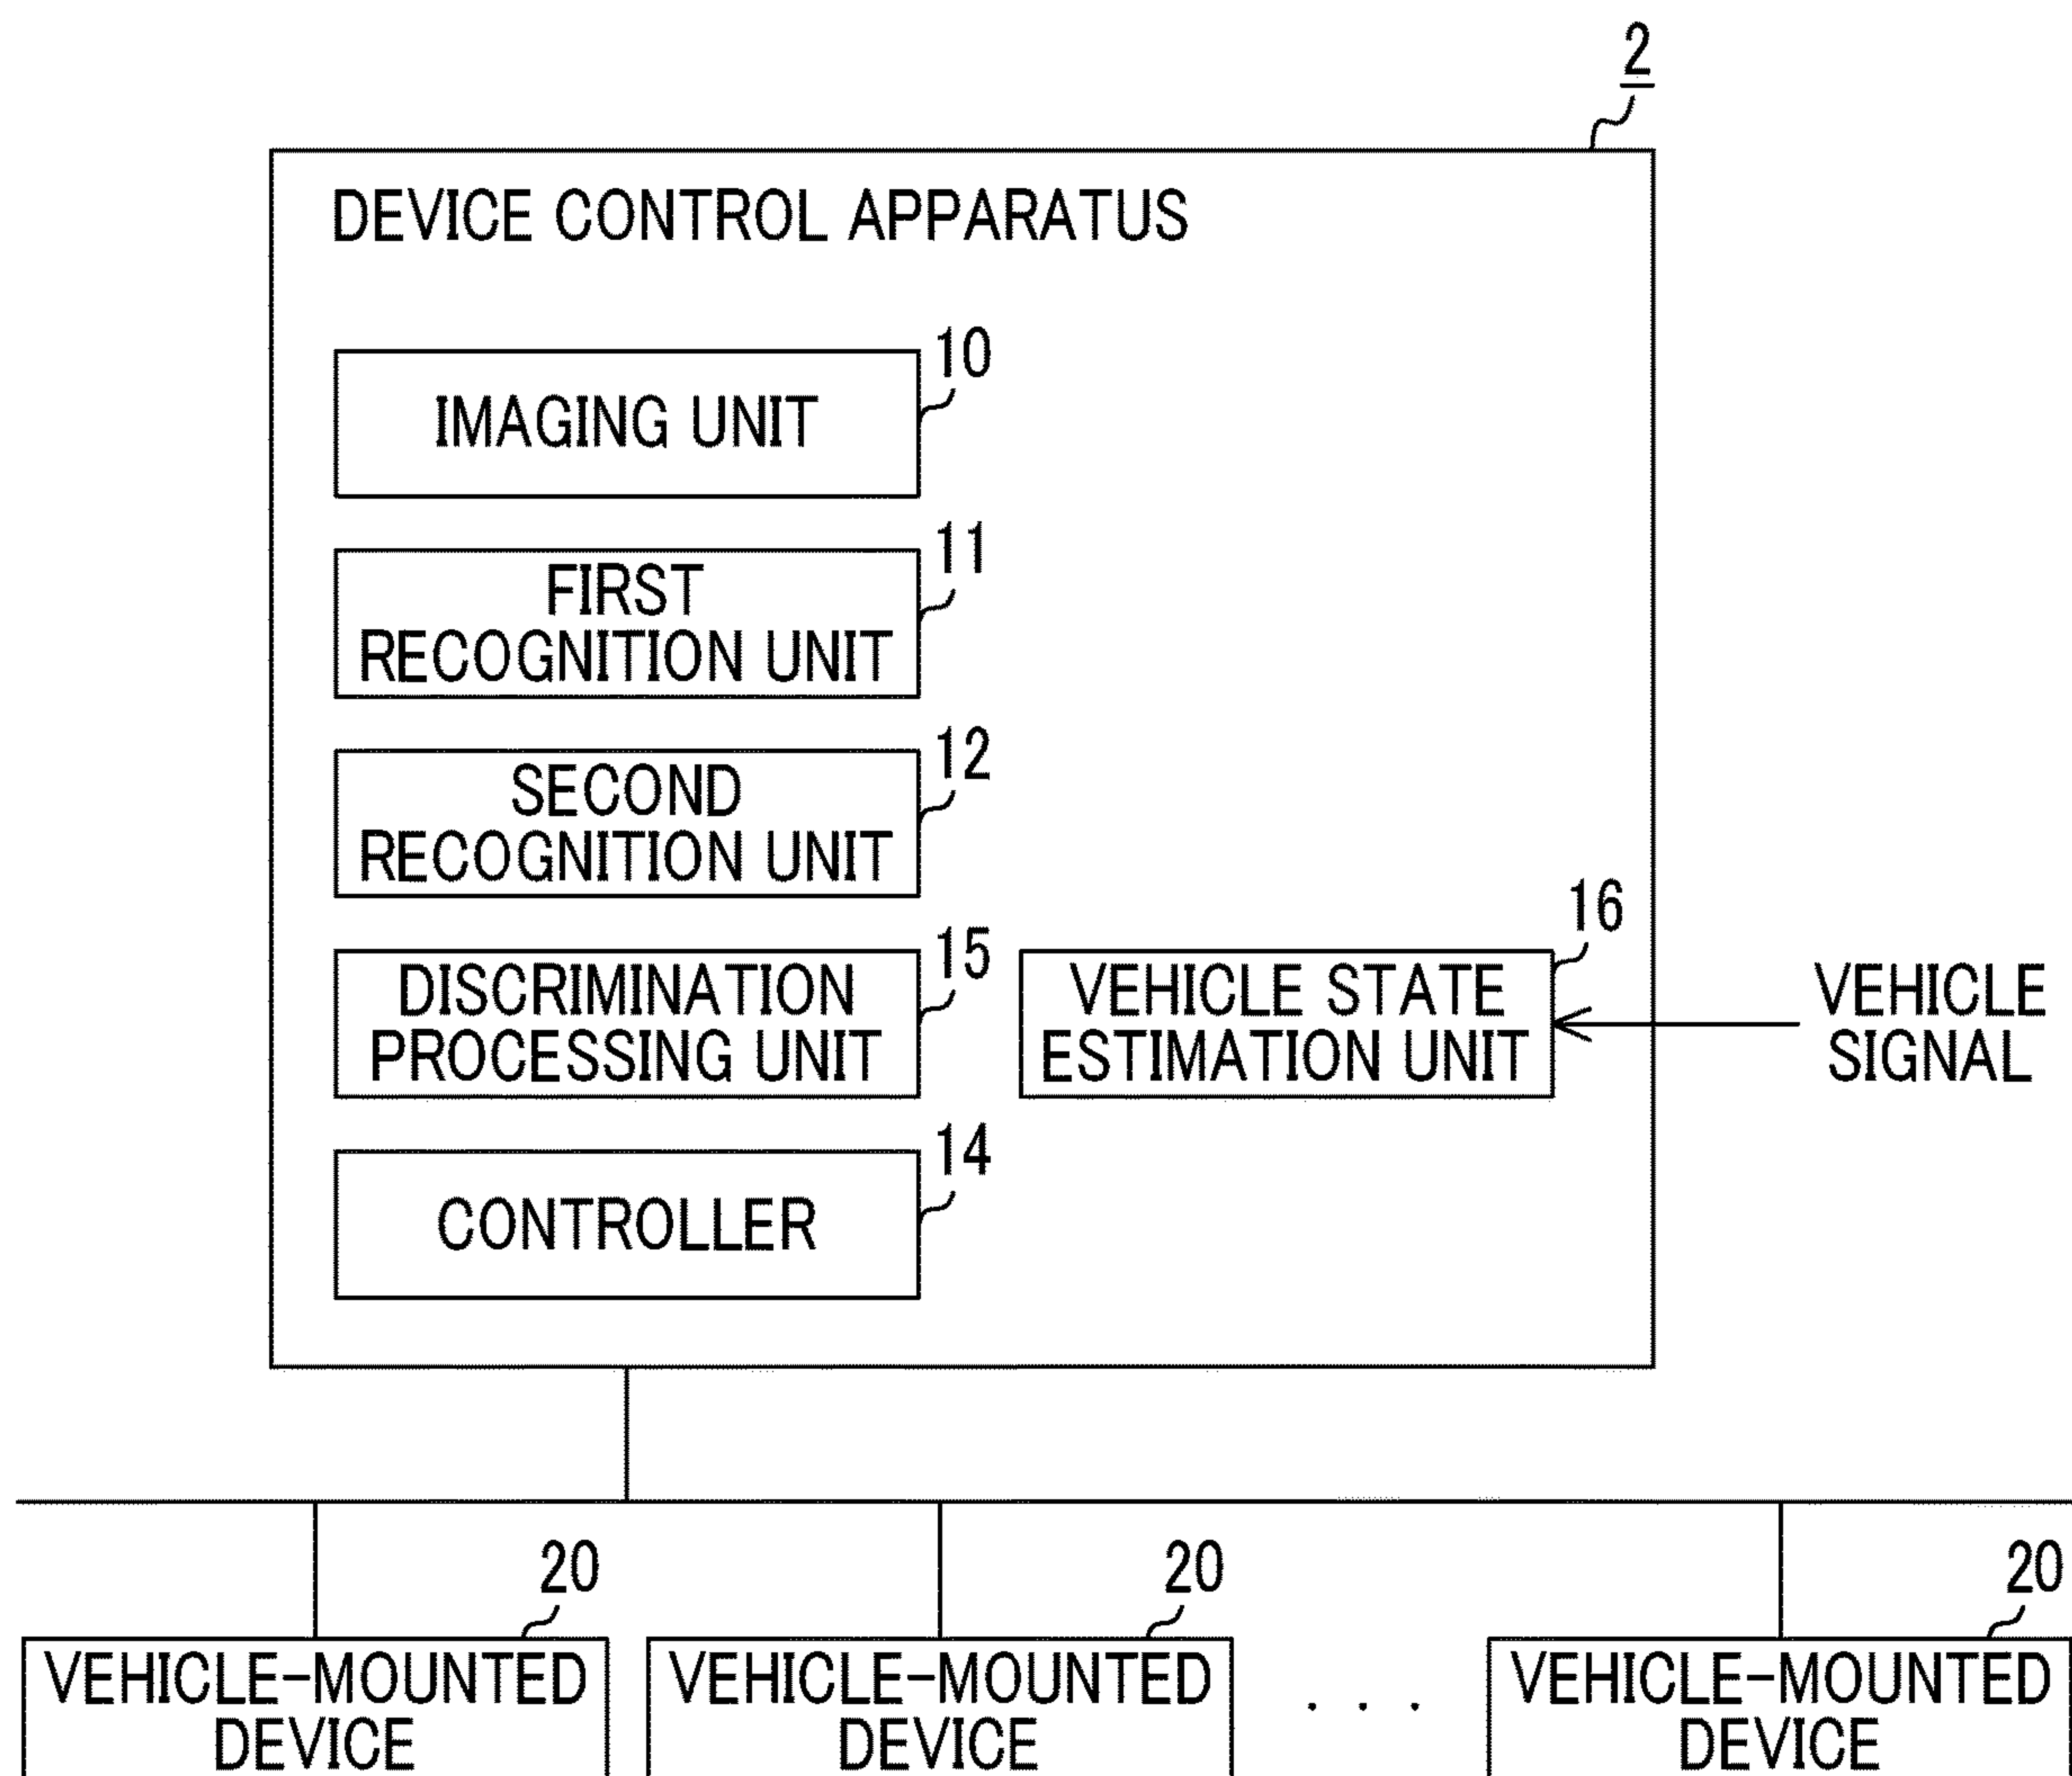 2
DEVICE CONTROL APPARATUS
10
IMAGING UNIT
11
FIRST
RECOGNITION UNIT
12
SECOND
RECOGNITION UNIT
15
DISCRIMINATION
PROCESSING UNIT
16
VEHICLE STATE
ESTIMATION UNIT
VEHICLE
SIGNAL
14
CONTROLLER
20
VEHICLE-MOUNTED
DEVICE
20
VEHICLE-MOUNTED
DEVICE
. . .
20
VEHICLE-MOUNTED
DEVICE